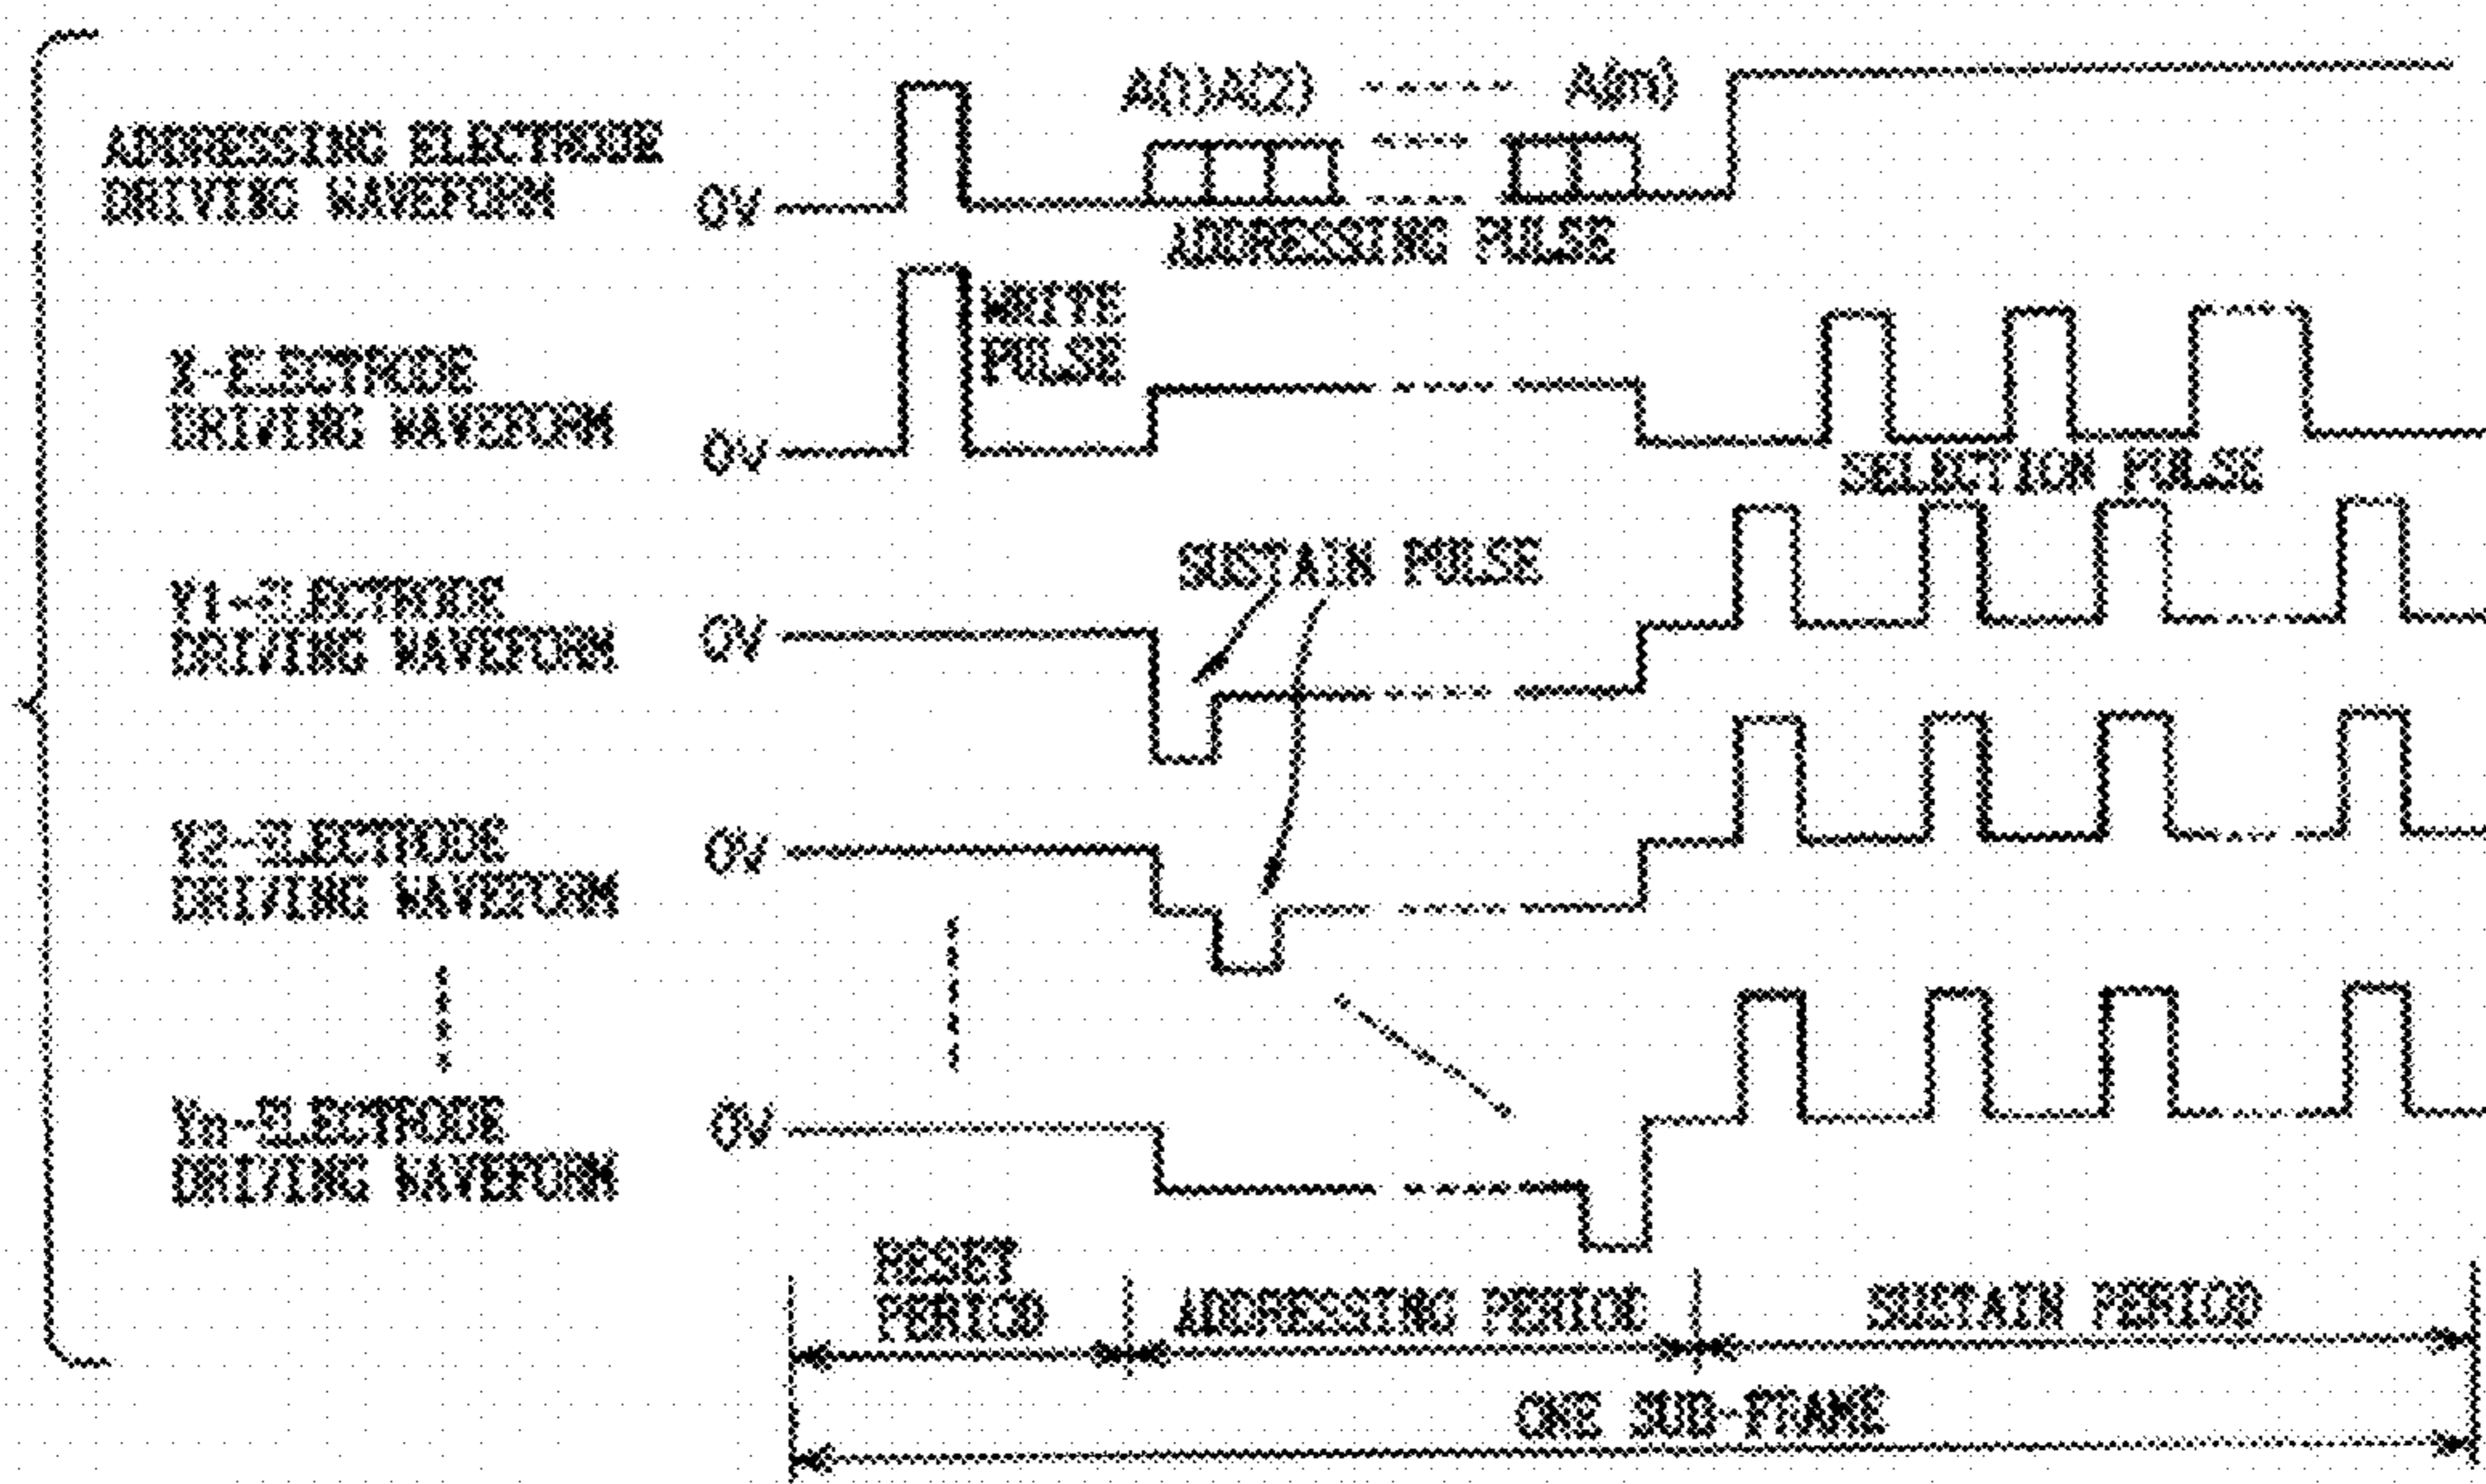 A(1)A(2) A(m)
ADDRESSING ELECTRODE
DRIVING WAVEFORM
0V
ADDRESSING PULSE
WRITE
PULSE
X-ELECTRODE
DRIVING WAVEFORM
0V
SELECTION PULSE
SUSTAIN PULSE
Y1-ELECTRODE
DRIVING WAVEFORM
0V
Y2-ELECTRODE
DRIVING WAVEFORM
0V
Yn-ELECTRODE
DRIVING WAVEFORM
0V
RESET
PERIOD
ADDRESSING PERIOD
SUSTAIN PERIOD
ONE SUB-FRAME